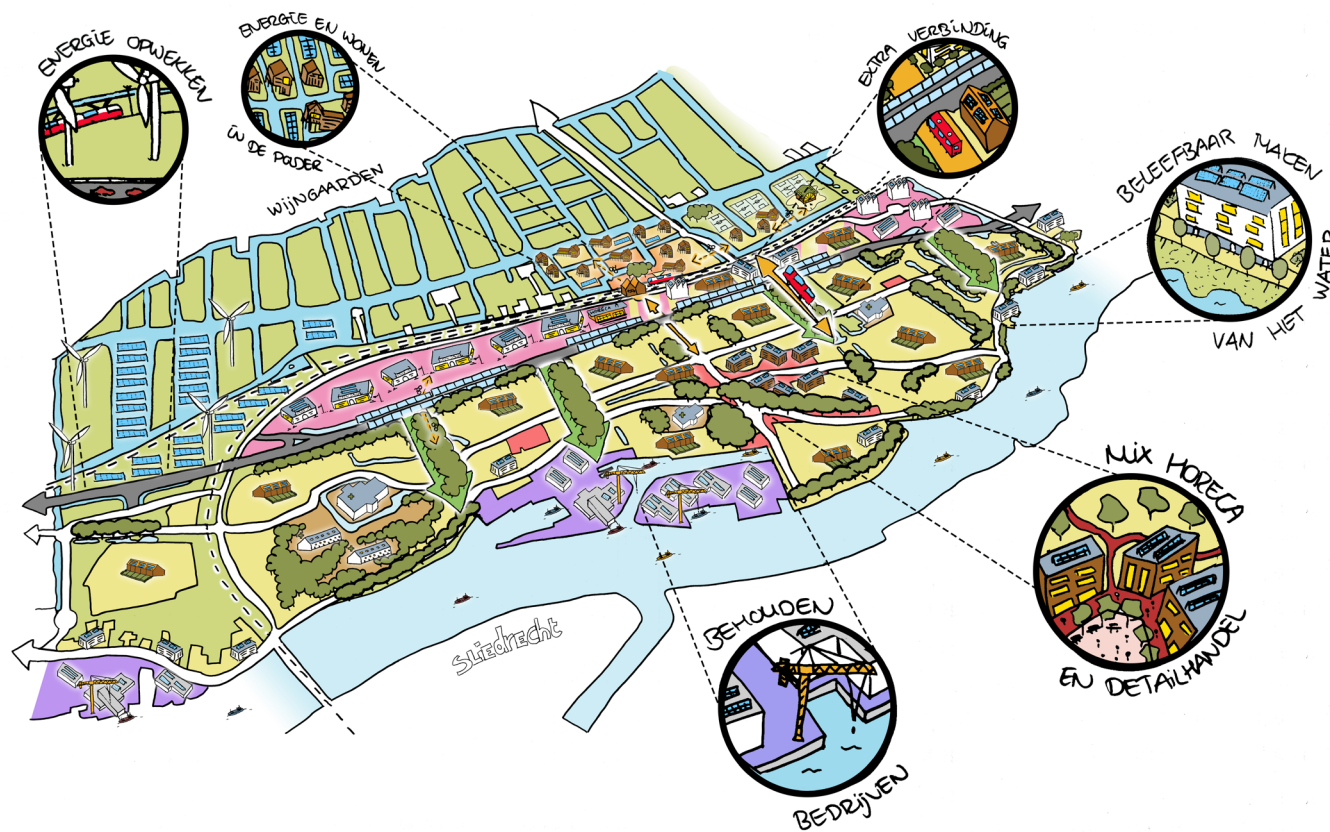 ENERGIE OPWEKKEN
ENERGIE EN WONEN
IN DE POLDER
WIJNGAARDEN
EXTRA VERBINDING
BELEEFBAAR MAKEN
VAN HET WATER
MIX HORECA
EN DETAILHANDEL
BEHOUDEN
BEDRIJVEN
SLIEDRECHT